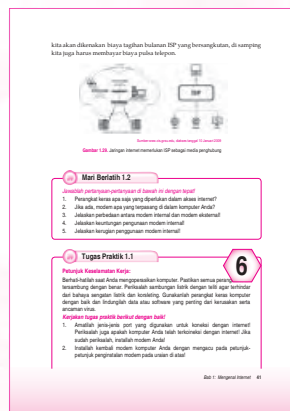 kita akan dikenakan biaya tagihan bulanan ISP yang bersangkutan, di samping
kita juga harus membayar biaya pulsa telepon.
ISP
Gambar 1.28. Jaringan internet memerlukan ISP sebagai media penghubung
Mari Berlatih 1.2
Jawablah pertanyaan-pertanyaan di bawah ini dengan tepat!
1. Perangkat keras apa saja yang diperlukan dalam akses internet?
2. Jika ada, modem apa yang terpasang di dalam komputer Anda?
3. Jelaskan perbedaan antara modem internal dan modem eksternal!
4. Jelaskan keuntungan penggunaan modem internal!
5. Jelaskan kerugian penggunaan modem internal!
Tugas Praktik 1.1
6
Petunjuk Keselamatan Kerja:
Berhati-hatilah saat Anda mengoperasikan komputer. Pastikan semua
tersambung dengan benar. Periksalah sambungan listrik dengan teliti agar terhindar
dari bahaya sengatan listrik dan konsleting. Gunakanlah perangkat keras komputer
dengan baik dan lindungilah data atau software yang penting dari kerusakan serta
ancaman virus.
Kerjakan tugas praktik berikut dengan baik!
1. Amatilah jenis-jenis port yang digunakan untuk koneksi dengan internet!
Periksalah juga apakah komputer Anda telah terkoneksi dengan internet! Jika
sudah periksalah, installah modem Anda!
2. Installah kembali modem komputer Anda dengan mengacu pada petunjuk-
petunjuk penginstalan modem pada uraian di atas!
Bab 1: Mengenal Internet 41